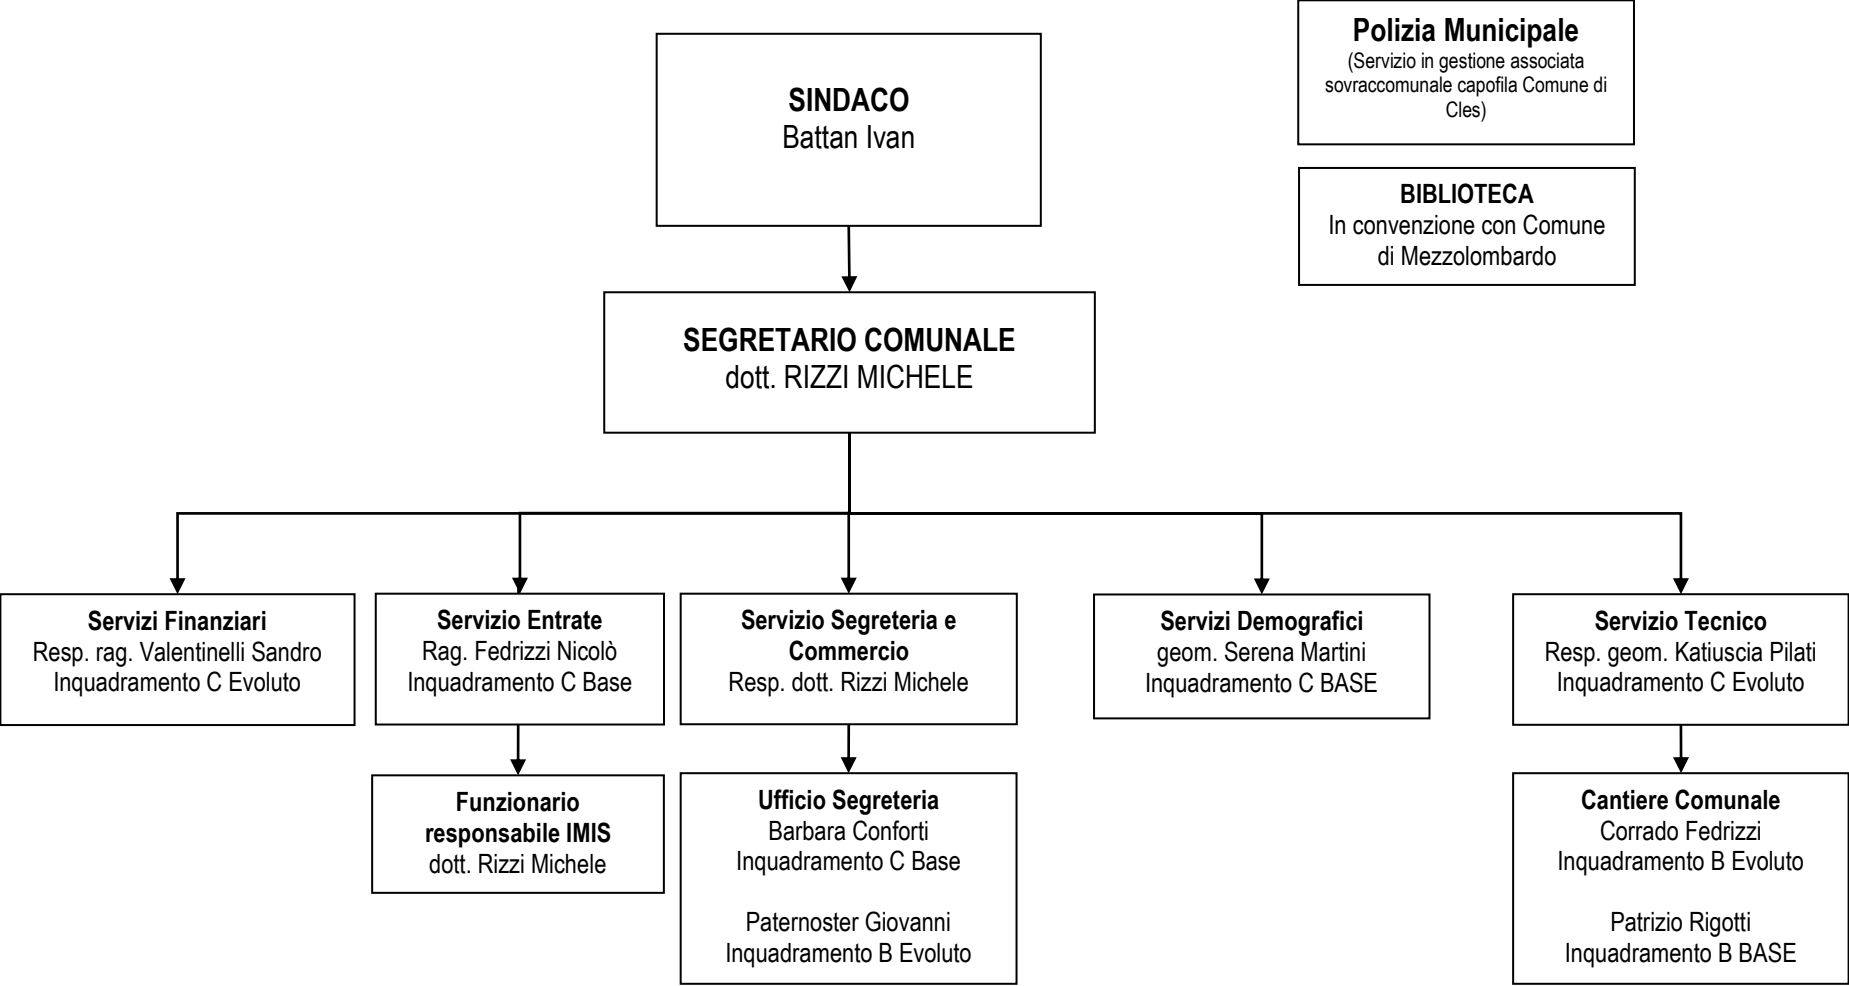 SINDACO
Battan Ivan
Polizia Municipale
(Servizio in gestione associata
sovraccomunale capofila Comune di
Cles)
BIBLIOTECA
In convenzione con Comune
di Mezzolombardo
SEGRETARIO COMUNALE
dott. RIZZI MICHELE
Servizi Finanziari
Resp. rag. Valentinelli Sandro
Inquadramento C Evoluto
Servizio Entrate
Rag. Fedrizzi Nicolò
Inquadramento C Base
Servizio Segreteria e
Commercio
Resp. dott. Rizzi Michele
Servizi Demografici
geom. Serena Martini
Inquadramento C BASE
Servizio Tecnico
Resp. geom. Katiuscia Pilati
Inquadramento C Evoluto
Funzionario
responsabile IMIS
dott. Rizzi Michele
Ufficio Segreteria
Barbara Conforti
Inquadramento C Base
Paternoster Giovanni
Inquadramento B Evoluto
Cantiere Comunale
Corrado Fedrizzi
Inquadramento B Evoluto
Patrizio Rigotti
Inquadramento B BASE